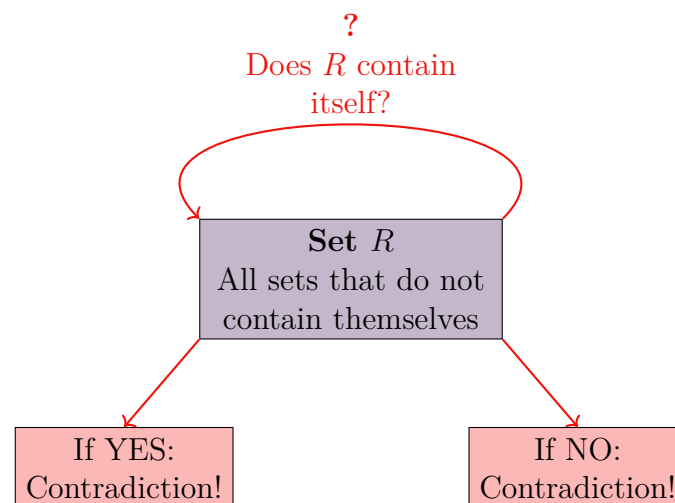 ?
Does R contain
itself?
Set R
All sets that do not
contain themselves
If YES:
Contradiction!
If NO:
Contradiction!